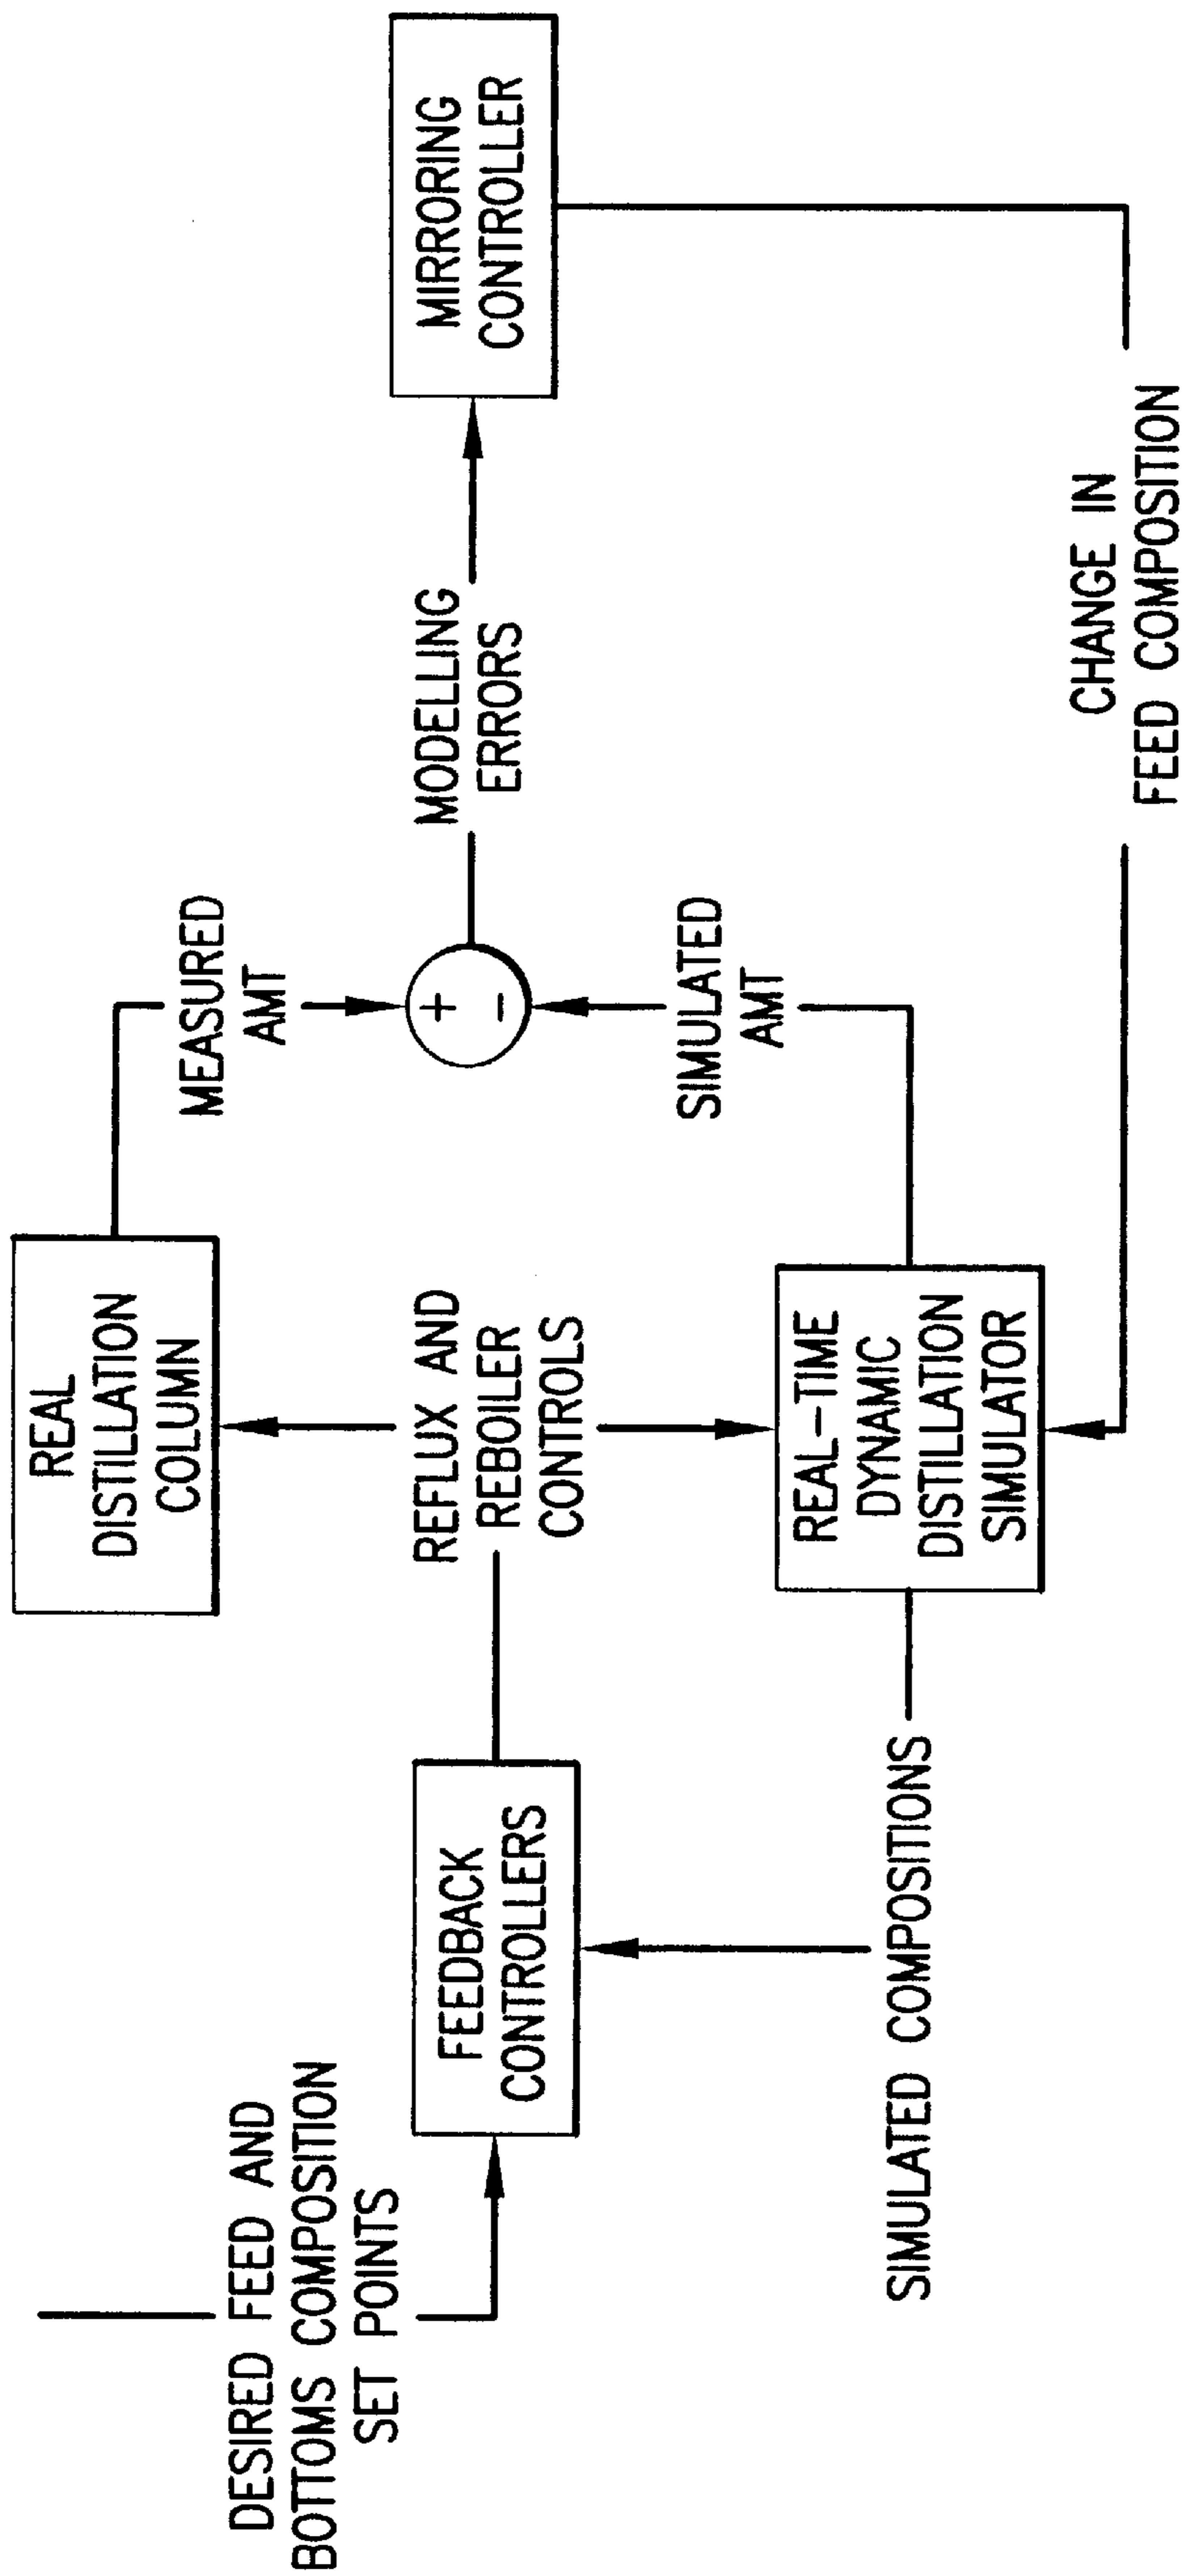 DESIRED FEED AND
BOTTOMS COMPOSITION
SET POINTS
FEEDBACK
CONTROLLERS
SIMULATED COMPOSITIONS
REAL
DISTILLATION
COLUMN
REFLUX AND
REBOILER
CONTROLS
REAL-TIME
DYNAMIC
DISTILLATION
SIMULATOR
MEASURED
AMT
+
-
SIMULATED
AMT
MODELLING
ERRORS
MIRRORING
CONTROLLER
CHANGE IN
FEED COMPOSITION